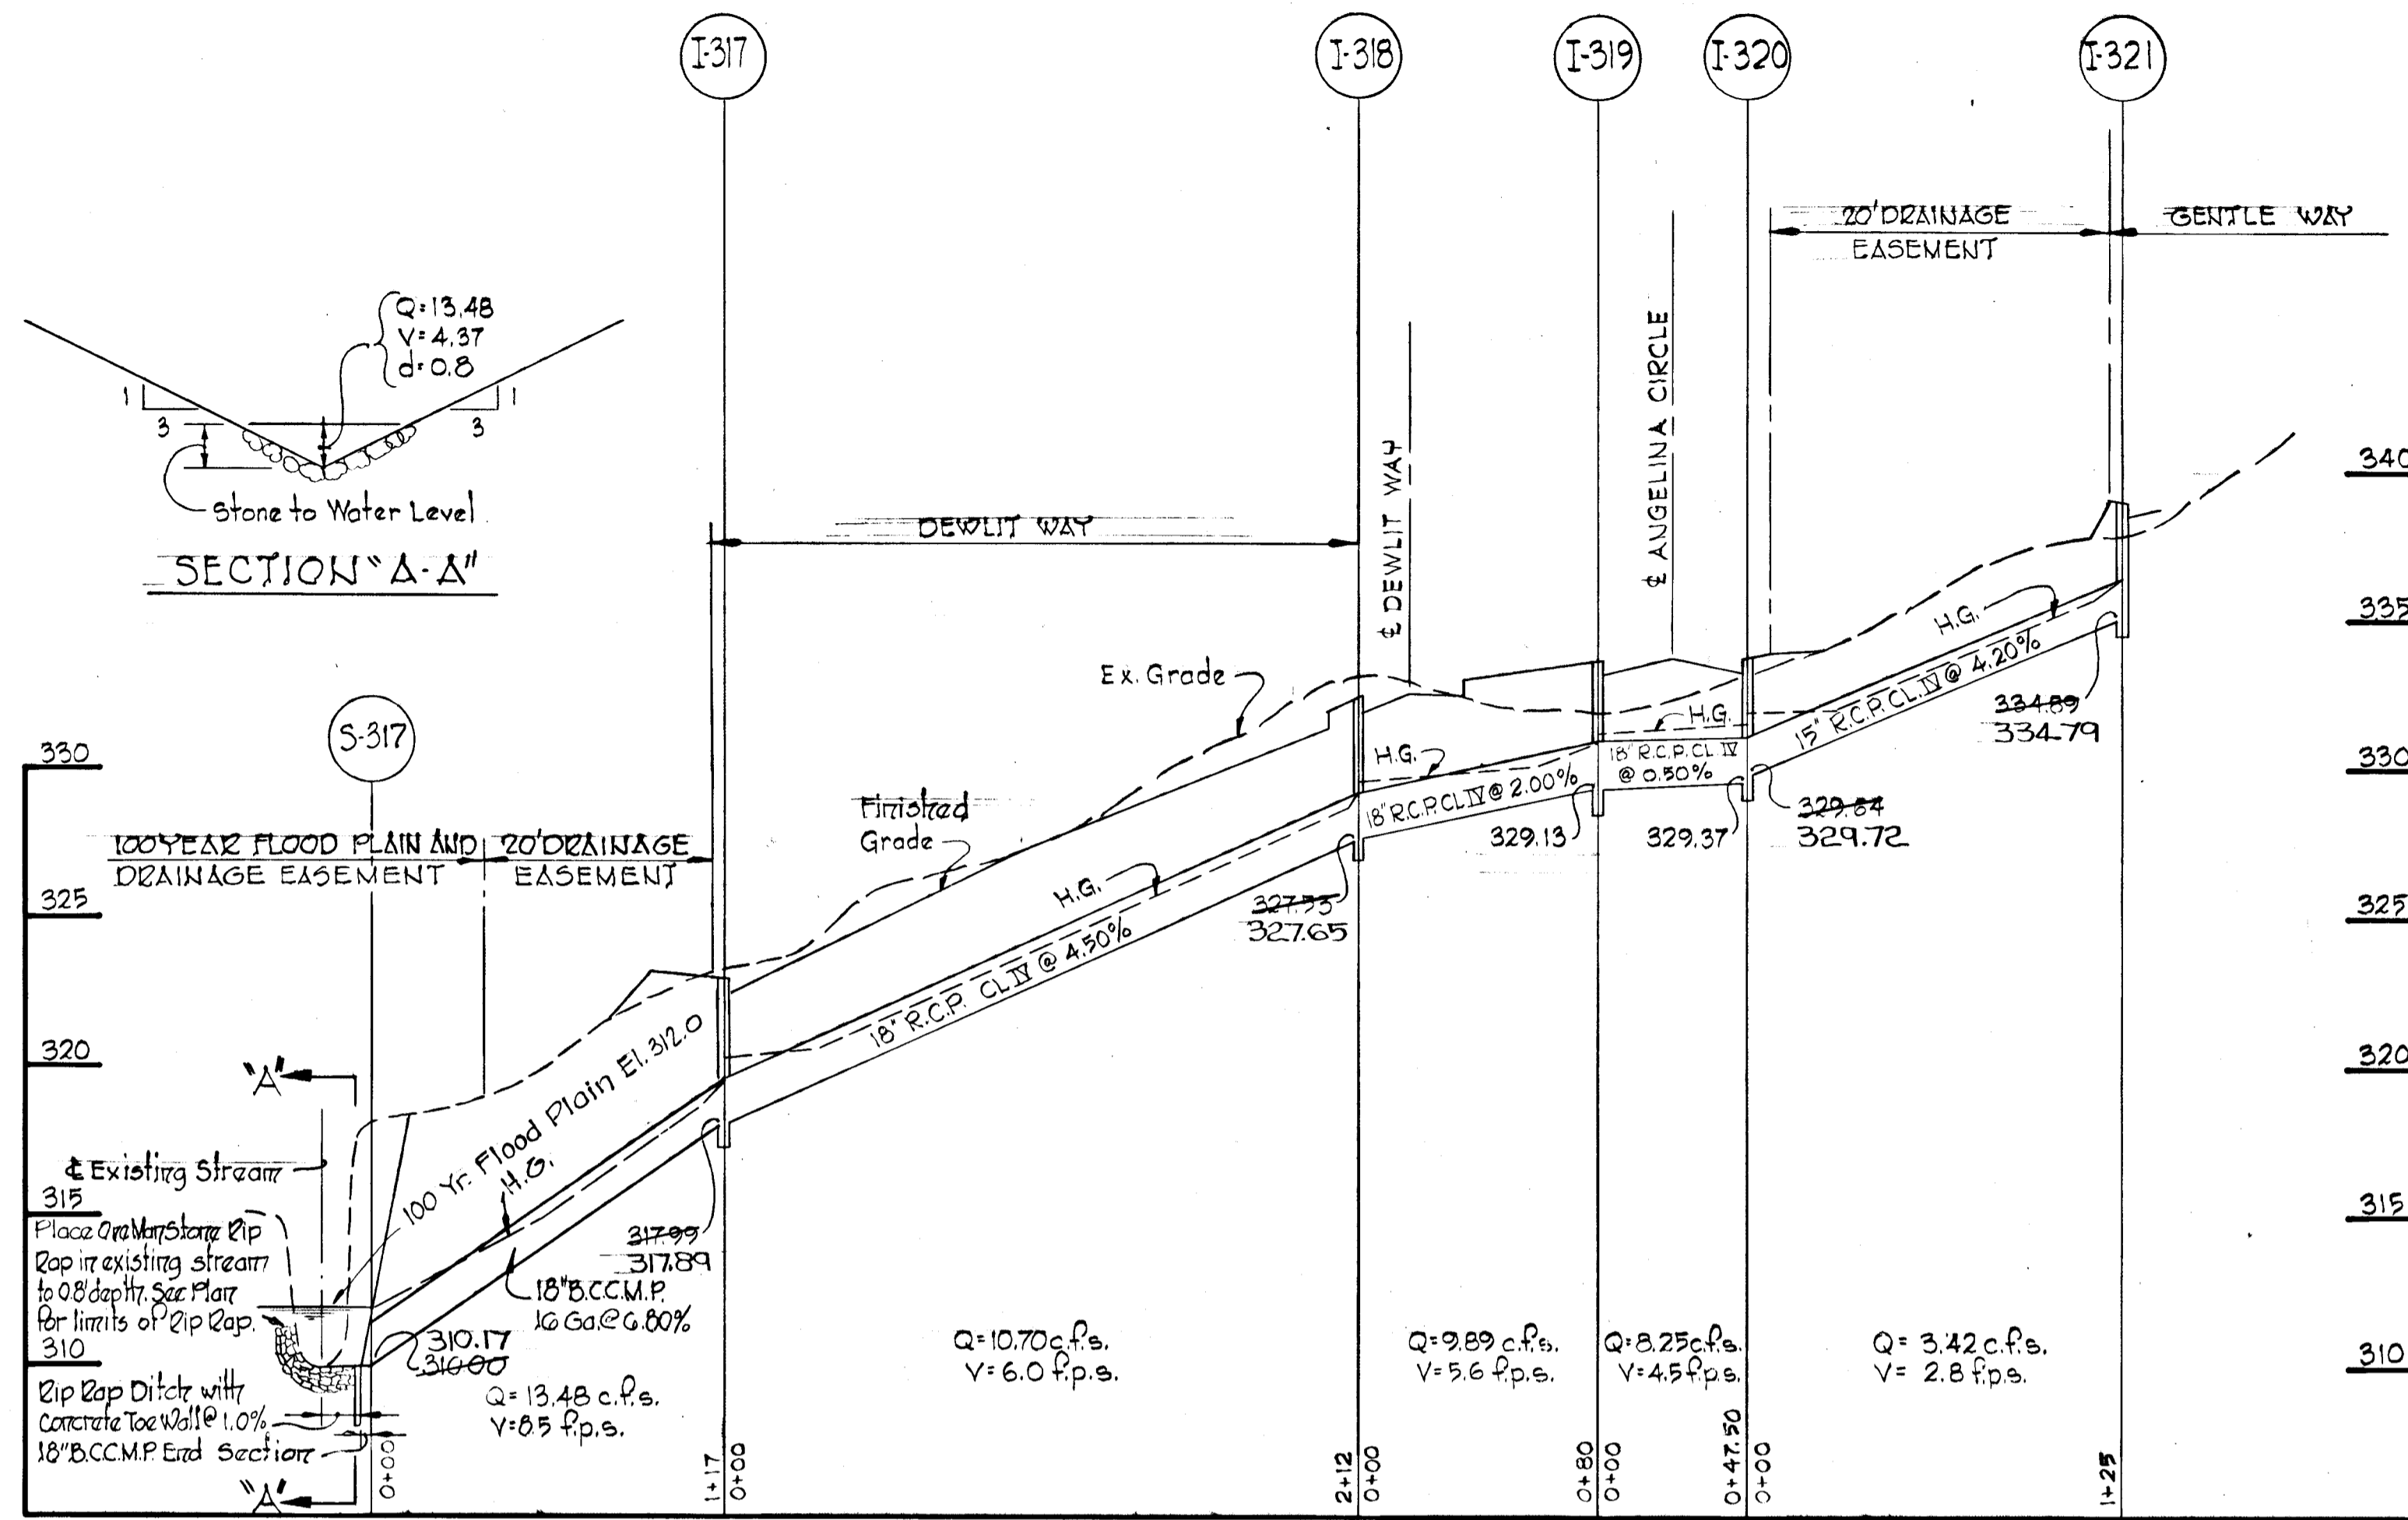 I-317
I-318
I-319
I-320
I-321
20' DRAINAGE
EASEMENT
GENTLE WAY
Q=13.48
V=4.37
d=0.8
1
3
3
1
Stone to Water Level
SECTION "A-A"
DEWLIT WAY
℄ DEWLIT WAY
℄ ANGELINA CIRCLE
340
335
330
325
320
315
310
Ex. Grade
Finished
Grade
H.G.
15" R.C.P. CL. IV @ 4.20%
334.89
334.79
S-317
330
325
320
315
310
100 YEAR FLOOD PLAIN AND
DRAINAGE EASEMENT
20' DRAINAGE
EASEMENT
H.G.
18" R.C.P. CL IV @ 4.50%
H.G.
18" R.C.P. CL IV @ 2.00%
H.G.
18" R.C.P. CL IV
@ 0.50%
327.53
327.65
329.13
329.37
329.64
329.72
"A"
℄ Existing Stream
100 Yr. Flood Plain El. 312.0
H.G.
Place One Man Stone Rip
Rap in existing stream
to 0.8' depth. See Plan
for limits of Rip Rap.
317.99
317.89
18" B.C.C.M.P.
16 Ga. @ 6.80%
310.17
310.00
Rip Rap Ditch with
Concrete Toe Wall @ 1.0%
18" B.C.C.M.P. End Section
"A"
Q= 13.48 c.f.s.
V=8.5 f.p.s.
Q=10.70 c.f.s.
V=6.0 f.p.s.
Q=9.89 c.f.s.
V=5.6 f.p.s.
Q=8.25 c.f.s.
V=4.5 f.p.s.
Q= 3.42 c.f.s.
V= 2.8 f.p.s.
0+00
1+17
0+00
2+12
0+00
0+80
0+00
0+47.50
0+00
1+25